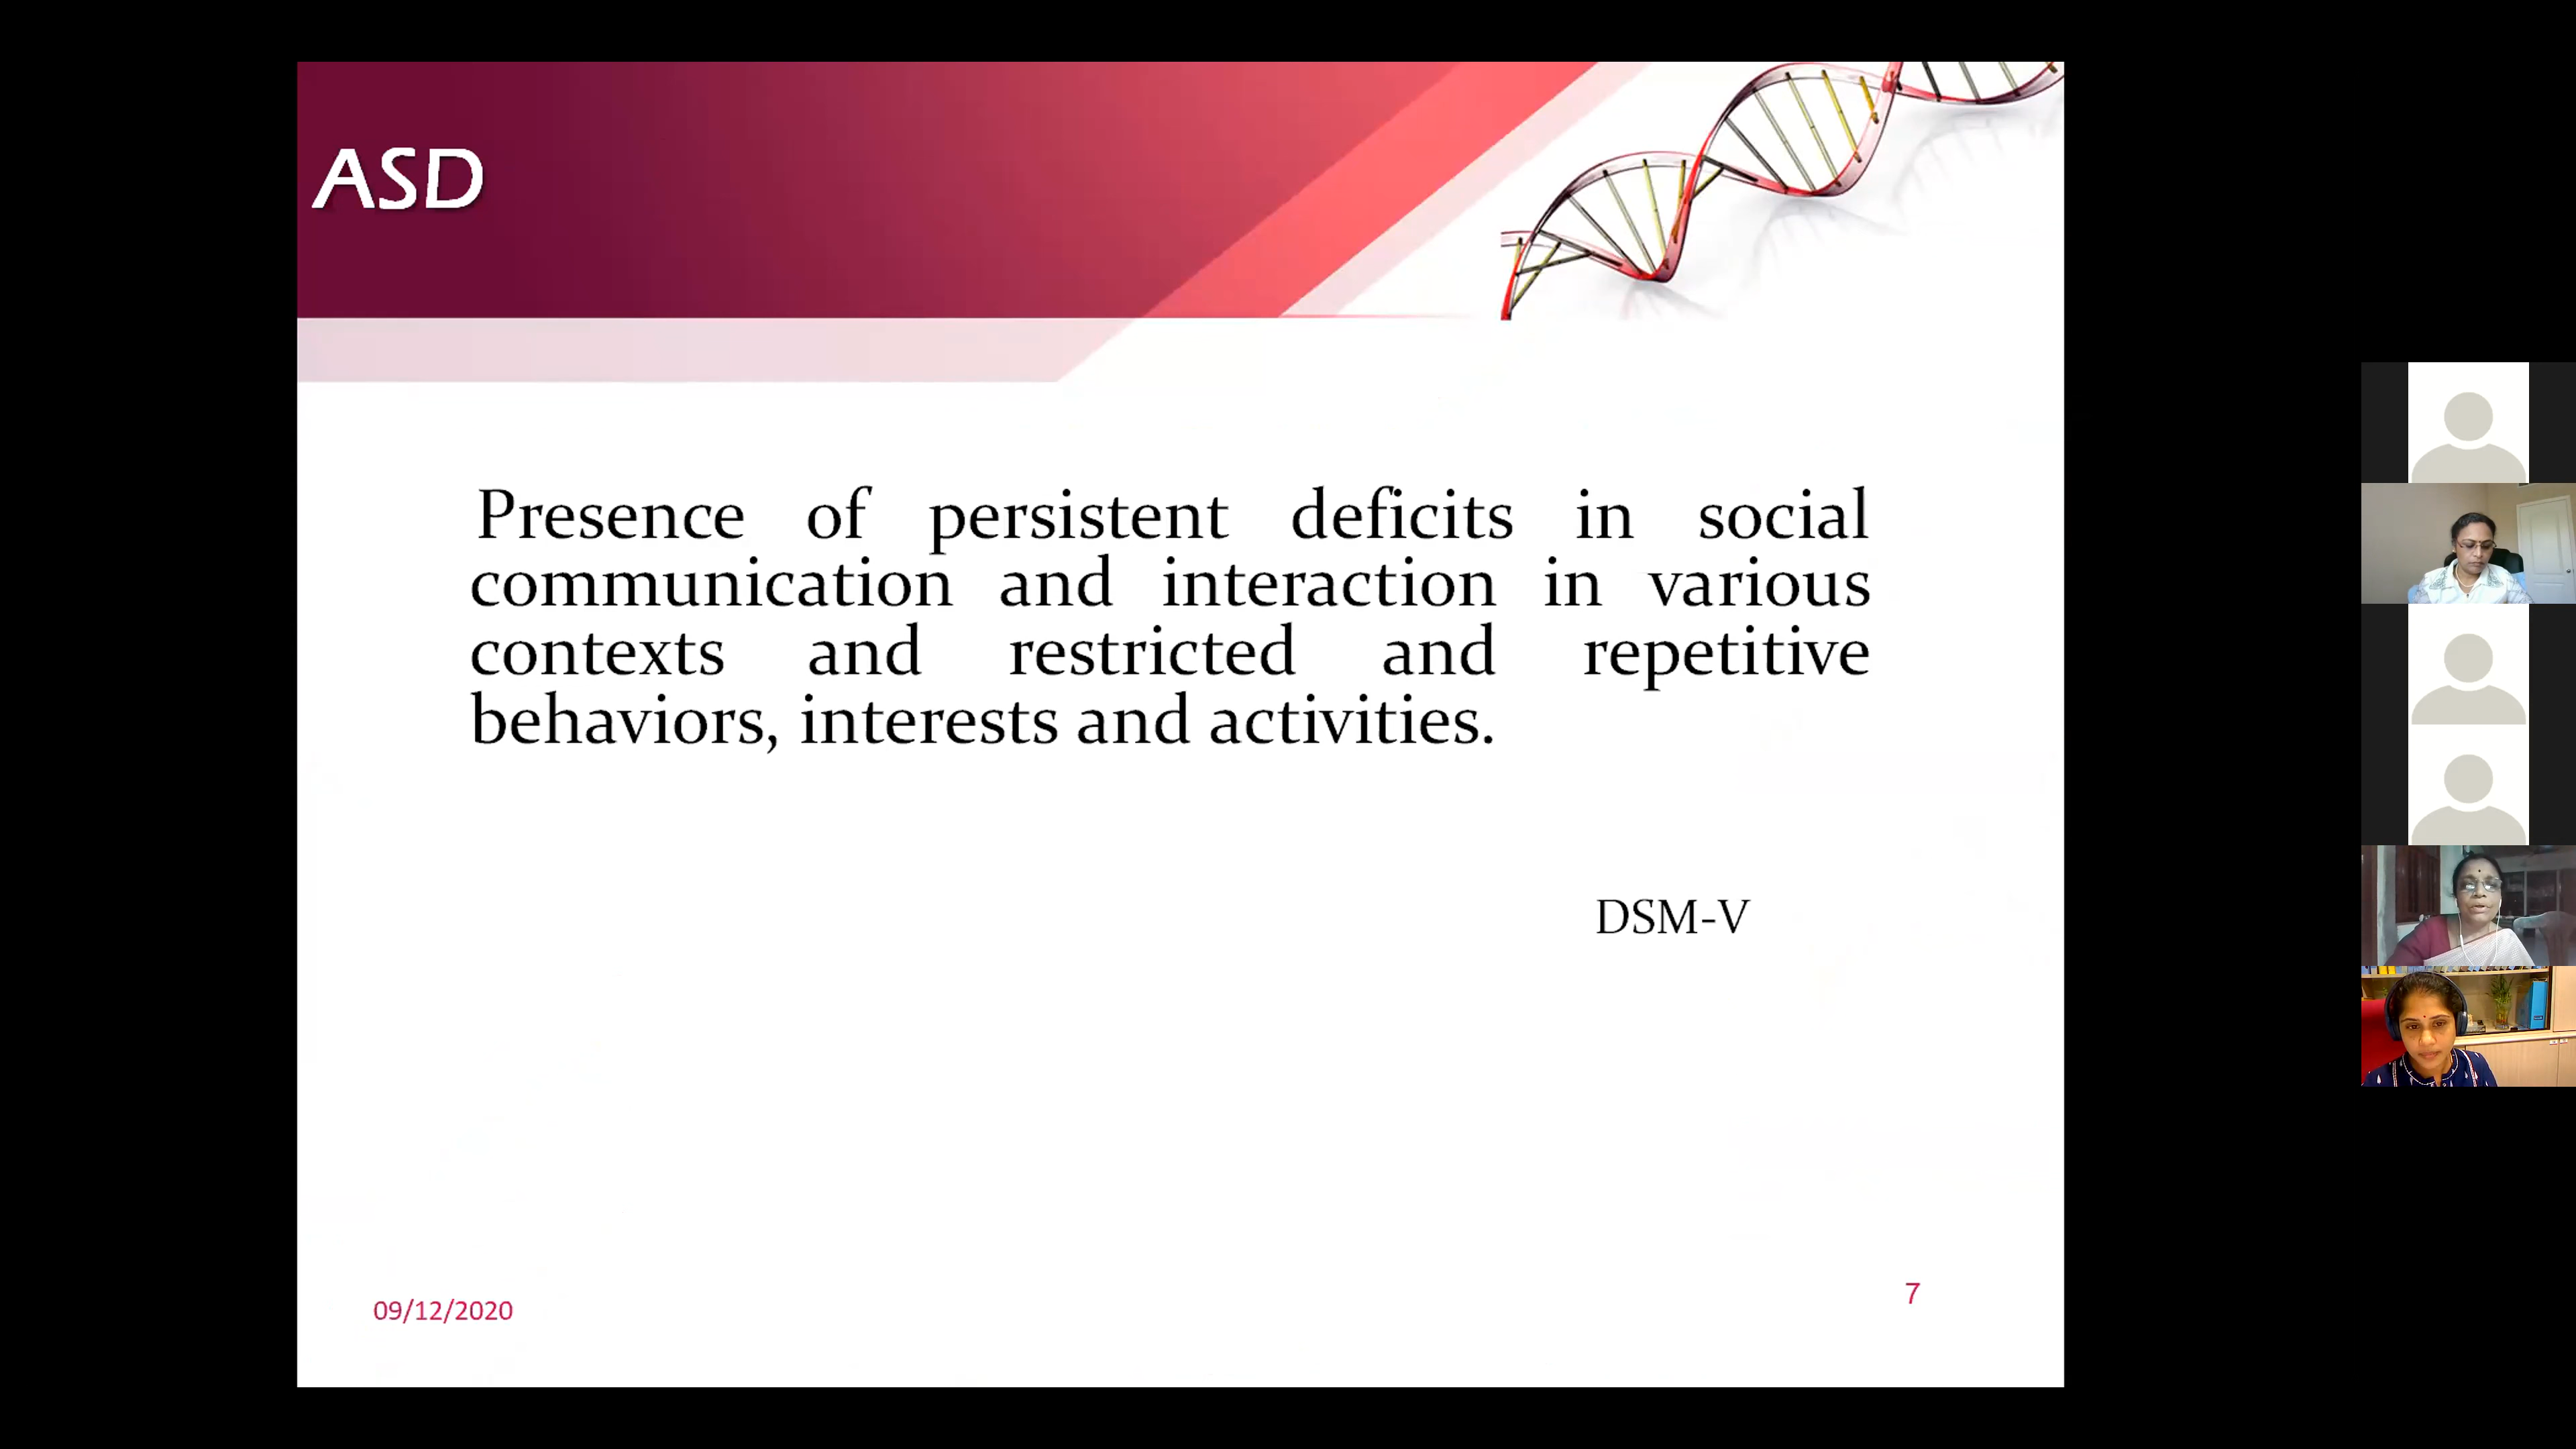 ASD
Presence of persistent deficits in social
communication and interaction in various
contexts and restricted and repetitive
behaviors, interests and activities.
DSM-V
09/12/2020
7